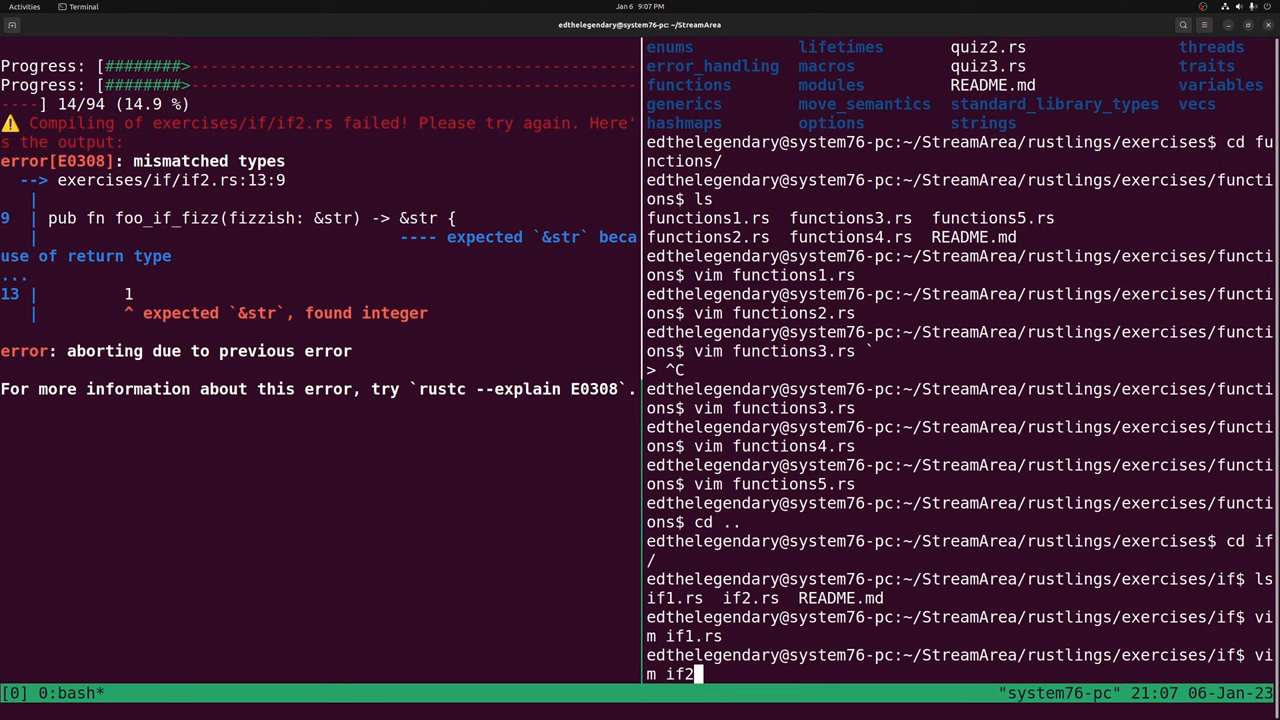 Activities
Terminal
Jan 6 9:07 PM
edthelegendary@system76-pc: ~/StreamArea
Progress: [########>------------------------------------------------
Progress: [########>------------------------------------------------
----] 14/94 (14.9 %)
⚠️ Compiling of exercises/if/if2.rs failed! Please try again. Here'
s the output:
error[E0308]: mismatched types
--> exercises/if/if2.rs:13:9
|
9 | pub fn foo_if_fizz(fizzish: &str) -> &str {
| ---- expected `&str` beca
use of return type
...
13 | 1
| ^ expected `&str`, found integer
error: aborting due to previous error
For more information about this error, try `rustc --explain E0308`.
enums lifetimes quiz2.rs threads
error_handling macros quiz3.rs traits
functions modules README.md variables
generics move_semantics standard_library_types vecs
hashmaps options strings
edthelegendary@system76-pc:~/StreamArea/rustlings/exercises$ cd fu
nctions/
edthelegendary@system76-pc:~/StreamArea/rustlings/exercises/functi
ons$ ls
functions1.rs functions3.rs functions5.rs
functions2.rs functions4.rs README.md
edthelegendary@system76-pc:~/StreamArea/rustlings/exercises/functi
ons$ vim functions1.rs
edthelegendary@system76-pc:~/StreamArea/rustlings/exercises/functi
ons$ vim functions2.rs
edthelegendary@system76-pc:~/StreamArea/rustlings/exercises/functi
ons$ vim functions3.rs `
> ^C
edthelegendary@system76-pc:~/StreamArea/rustlings/exercises/functi
ons$ vim functions3.rs
edthelegendary@system76-pc:~/StreamArea/rustlings/exercises/functi
ons$ vim functions4.rs
edthelegendary@system76-pc:~/StreamArea/rustlings/exercises/functi
ons$ vim functions5.rs
edthelegendary@system76-pc:~/StreamArea/rustlings/exercises/functi
ons$ cd ..
edthelegendary@system76-pc:~/StreamArea/rustlings/exercises$ cd if
/
edthelegendary@system76-pc:~/StreamArea/rustlings/exercises/if$ ls
if1.rs if2.rs README.md
edthelegendary@system76-pc:~/StreamArea/rustlings/exercises/if$ vi
m if1.rs
edthelegendary@system76-pc:~/StreamArea/rustlings/exercises/if$ vi
m if2
[0] 0:bash* "system76-pc" 21:07 06-Jan-23